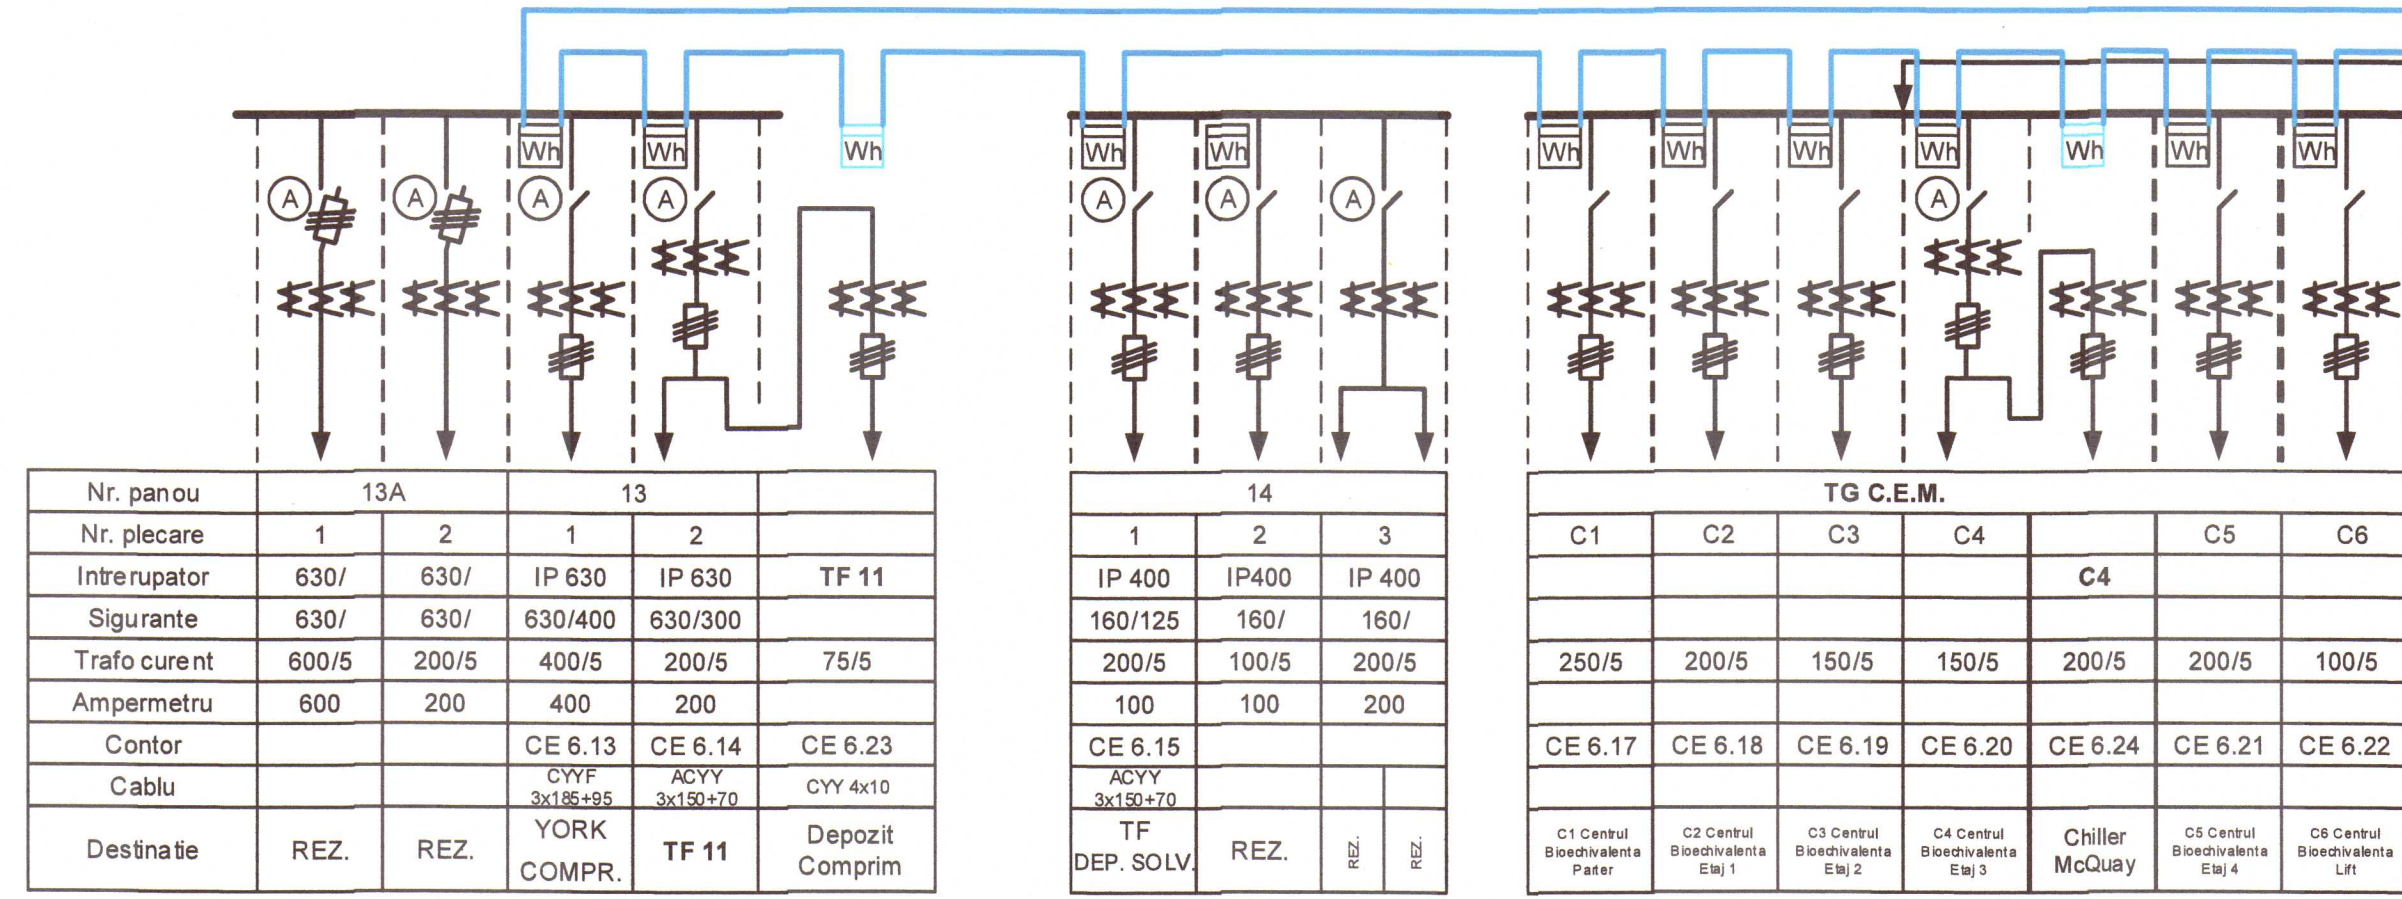 Wh Wh Wh Wh Wh Wh Wh Wh Wh Wh Wh Wh
A A A A A A A A
Nr. panou 13A 13 14 TG C.E.M.
Nr. plecare 1 2 1 2 1 2 3 C1 C2 C3 C4 C5 C6
Intrerupator 630/ 630/ IP 630 IP 630 TF 11 IP 400 IP400 IP 400 C4
Sigurante 630/ 630/ 630/400 630/300 160/125 160/ 160/
Trafo curent 600/5 200/5 400/5 200/5 75/5 200/5 100/5 200/5 250/5 200/5 150/5 150/5 200/5 200/5 100/5
Ampermetru 600 200 400 200 100 100 200
Contor CE 6.13 CE 6.14 CE 6.23 CE 6.15 CE 6.17 CE 6.18 CE 6.19 CE 6.20 CE 6.24 CE 6.21 CE 6.22
Cablu
CYYF
3x185+95
ACYY
3x150+70
CYY 4x10
ACYY
3x150+70
Destinatie
REZ.
REZ.
YORK
COMPR.
TF 11
Depozit
Comprim
TF
DEP. SOLV.
REZ.
REZ.
REZ.
C1 Centrul
Bioechivalenta
Parter
C2 Centrul
Bioechivalenta
Etaj 1
C3 Centrul
Bioechivalenta
Etaj 2
C4 Centrul
Bioechivalenta
Etaj 3
Chiller
McQuay
C5 Centrul
Bioechivalenta
Etaj 4
C6 Centrul
Bioechivalenta
Lift